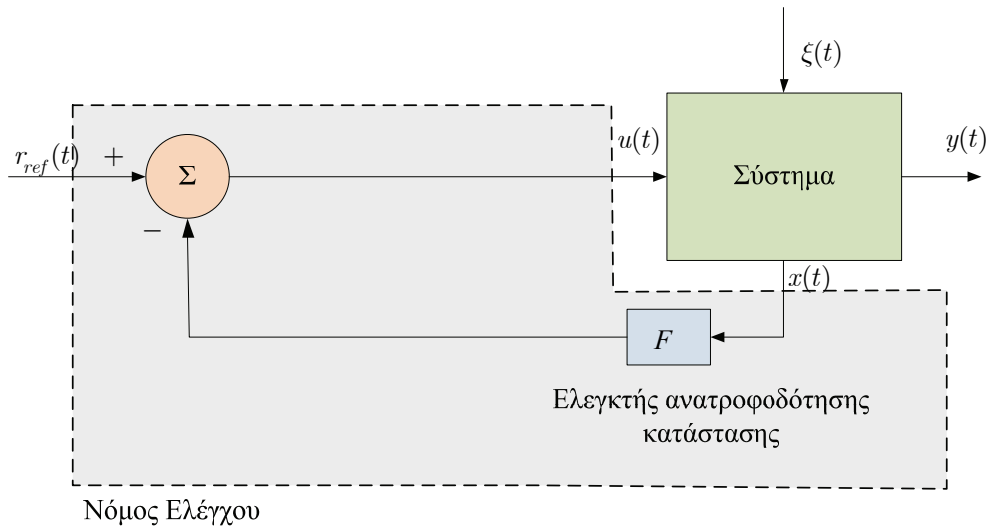 ξ(t)
r_ref(t) +
u(t)
y(t)
Σ
Σύστημα
−
x(t)
F
Ελεγκτής ανατροφοδότησης
κατάστασης
Νόμος Ελέγχου